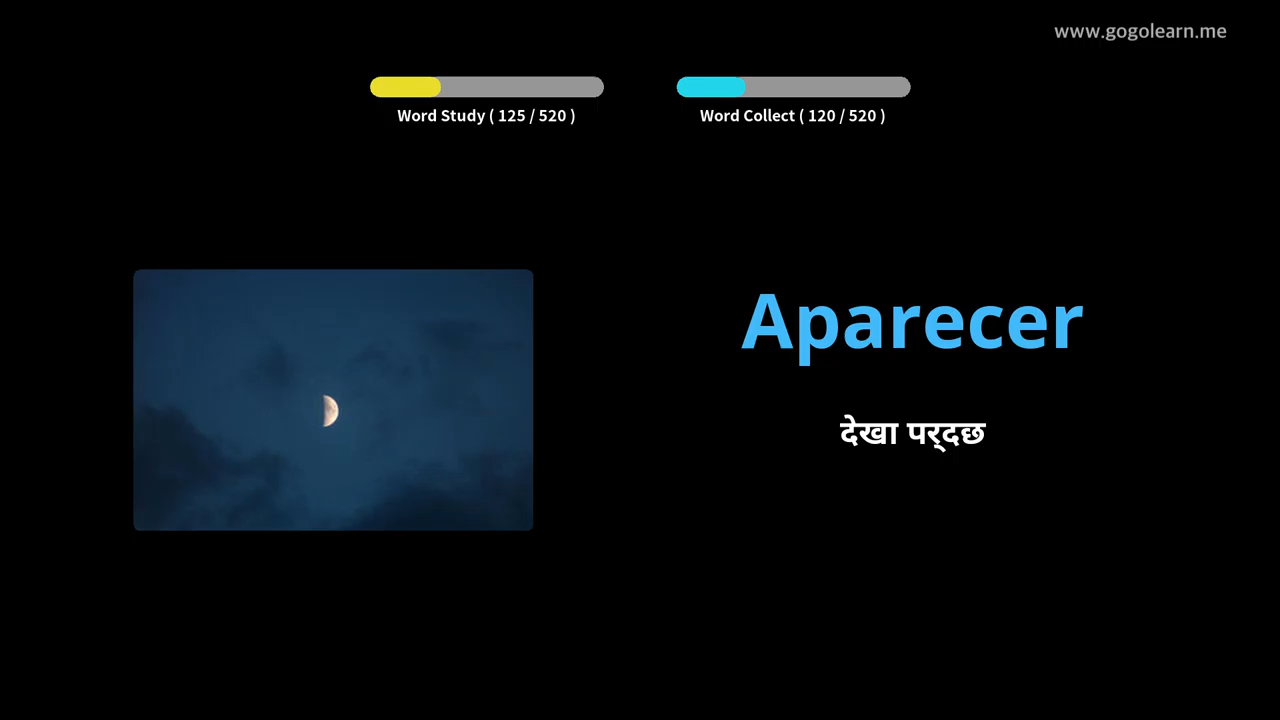 www.gogolearn.me
Word Study ( 125 / 520 )
Word Collect ( 120 / 520 )
Aparecer
देखा पर्‍दछ